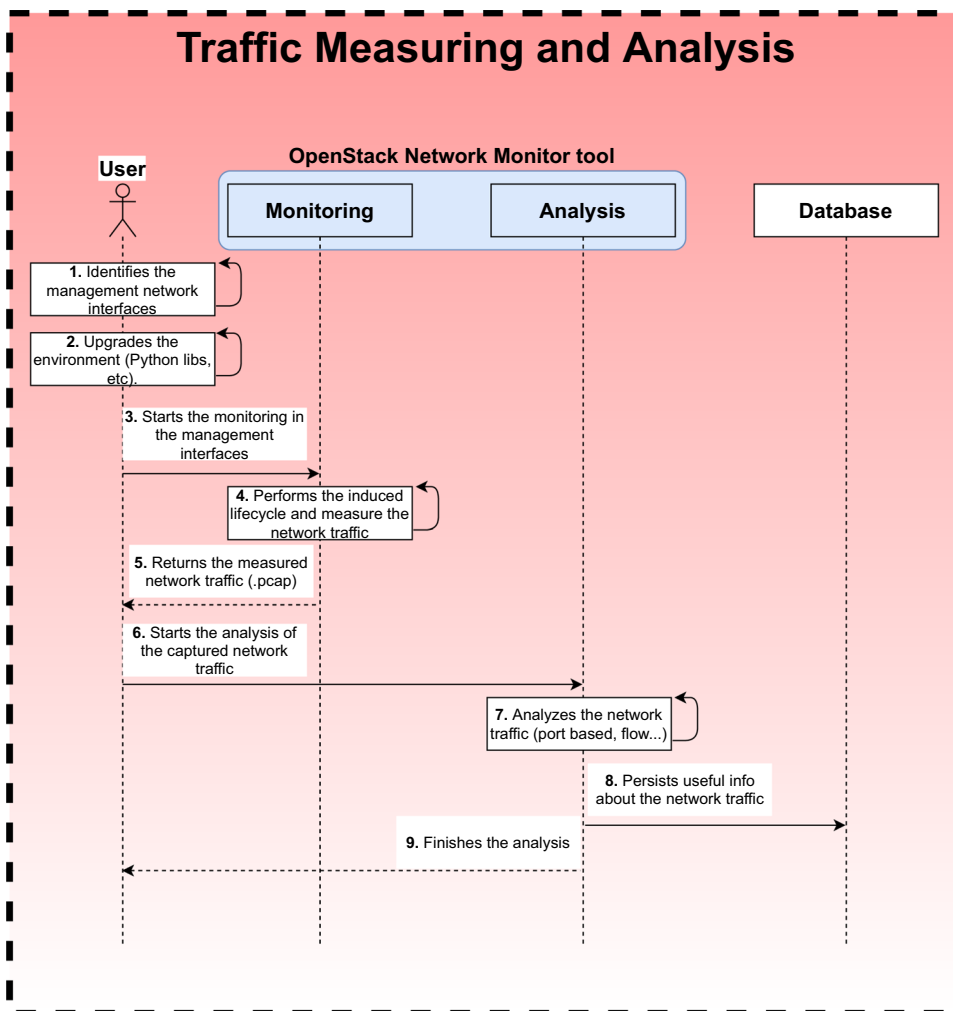 Traffic Measuring and Analysis
OpenStack Network Monitor tool
User
Monitoring
Analysis
Database
1. Identifies the
management network
interfaces
2. Upgrades the
environment (Python libs,
etc).
3. Starts the monitoring in
the management
interfaces
4. Performs the induced
lifecycle and measure the
network traffic
5. Returns the measured
network traffic (.pcap)
6. Starts the analysis of
the captured network
traffic
7. Analyzes the network
traffic (port based, flow...)
8. Persists useful info
about the network traffic
9. Finishes the analysis